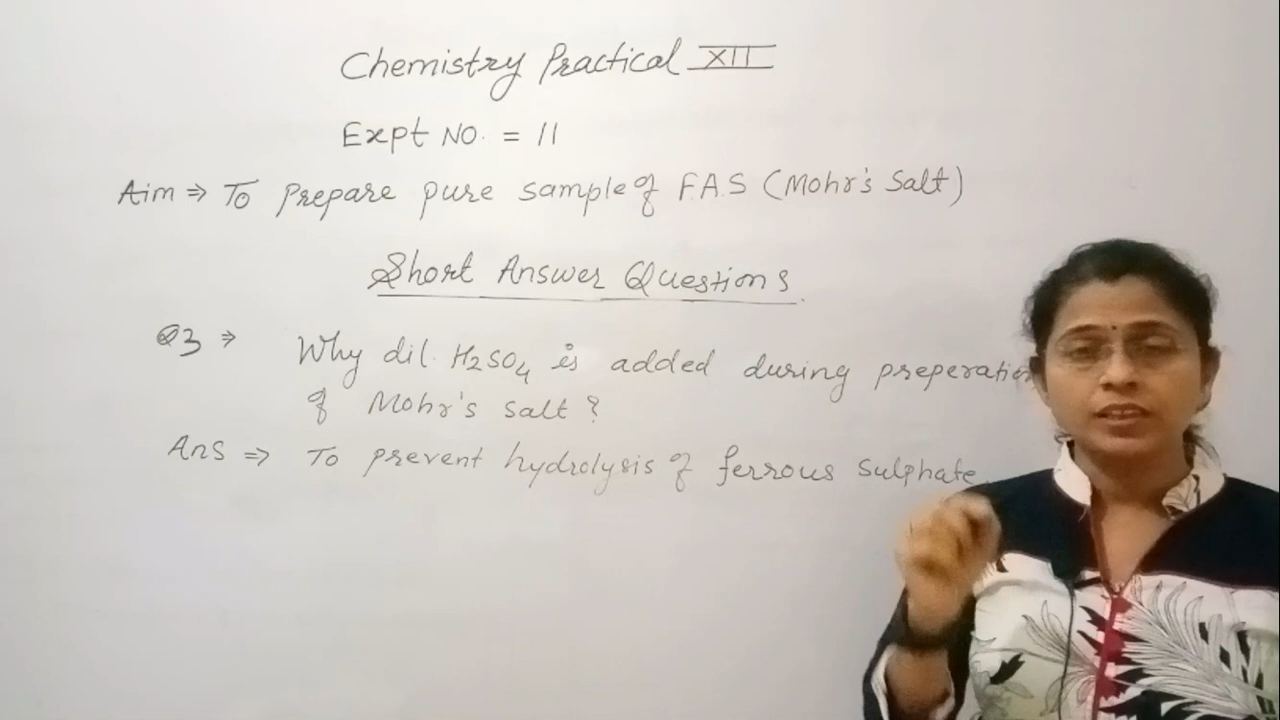 Chemistry Practical XII
Expt NO. = 11
Aim ⇒ To prepare pure sample of F.A.S (Mohr's Salt)
Short Answer Questions
Q3 ⇒ Why dil. H2SO4 is added during preperation
of Mohr's salt?
Ans ⇒ To prevent hydrolysis of ferrous sulphate.